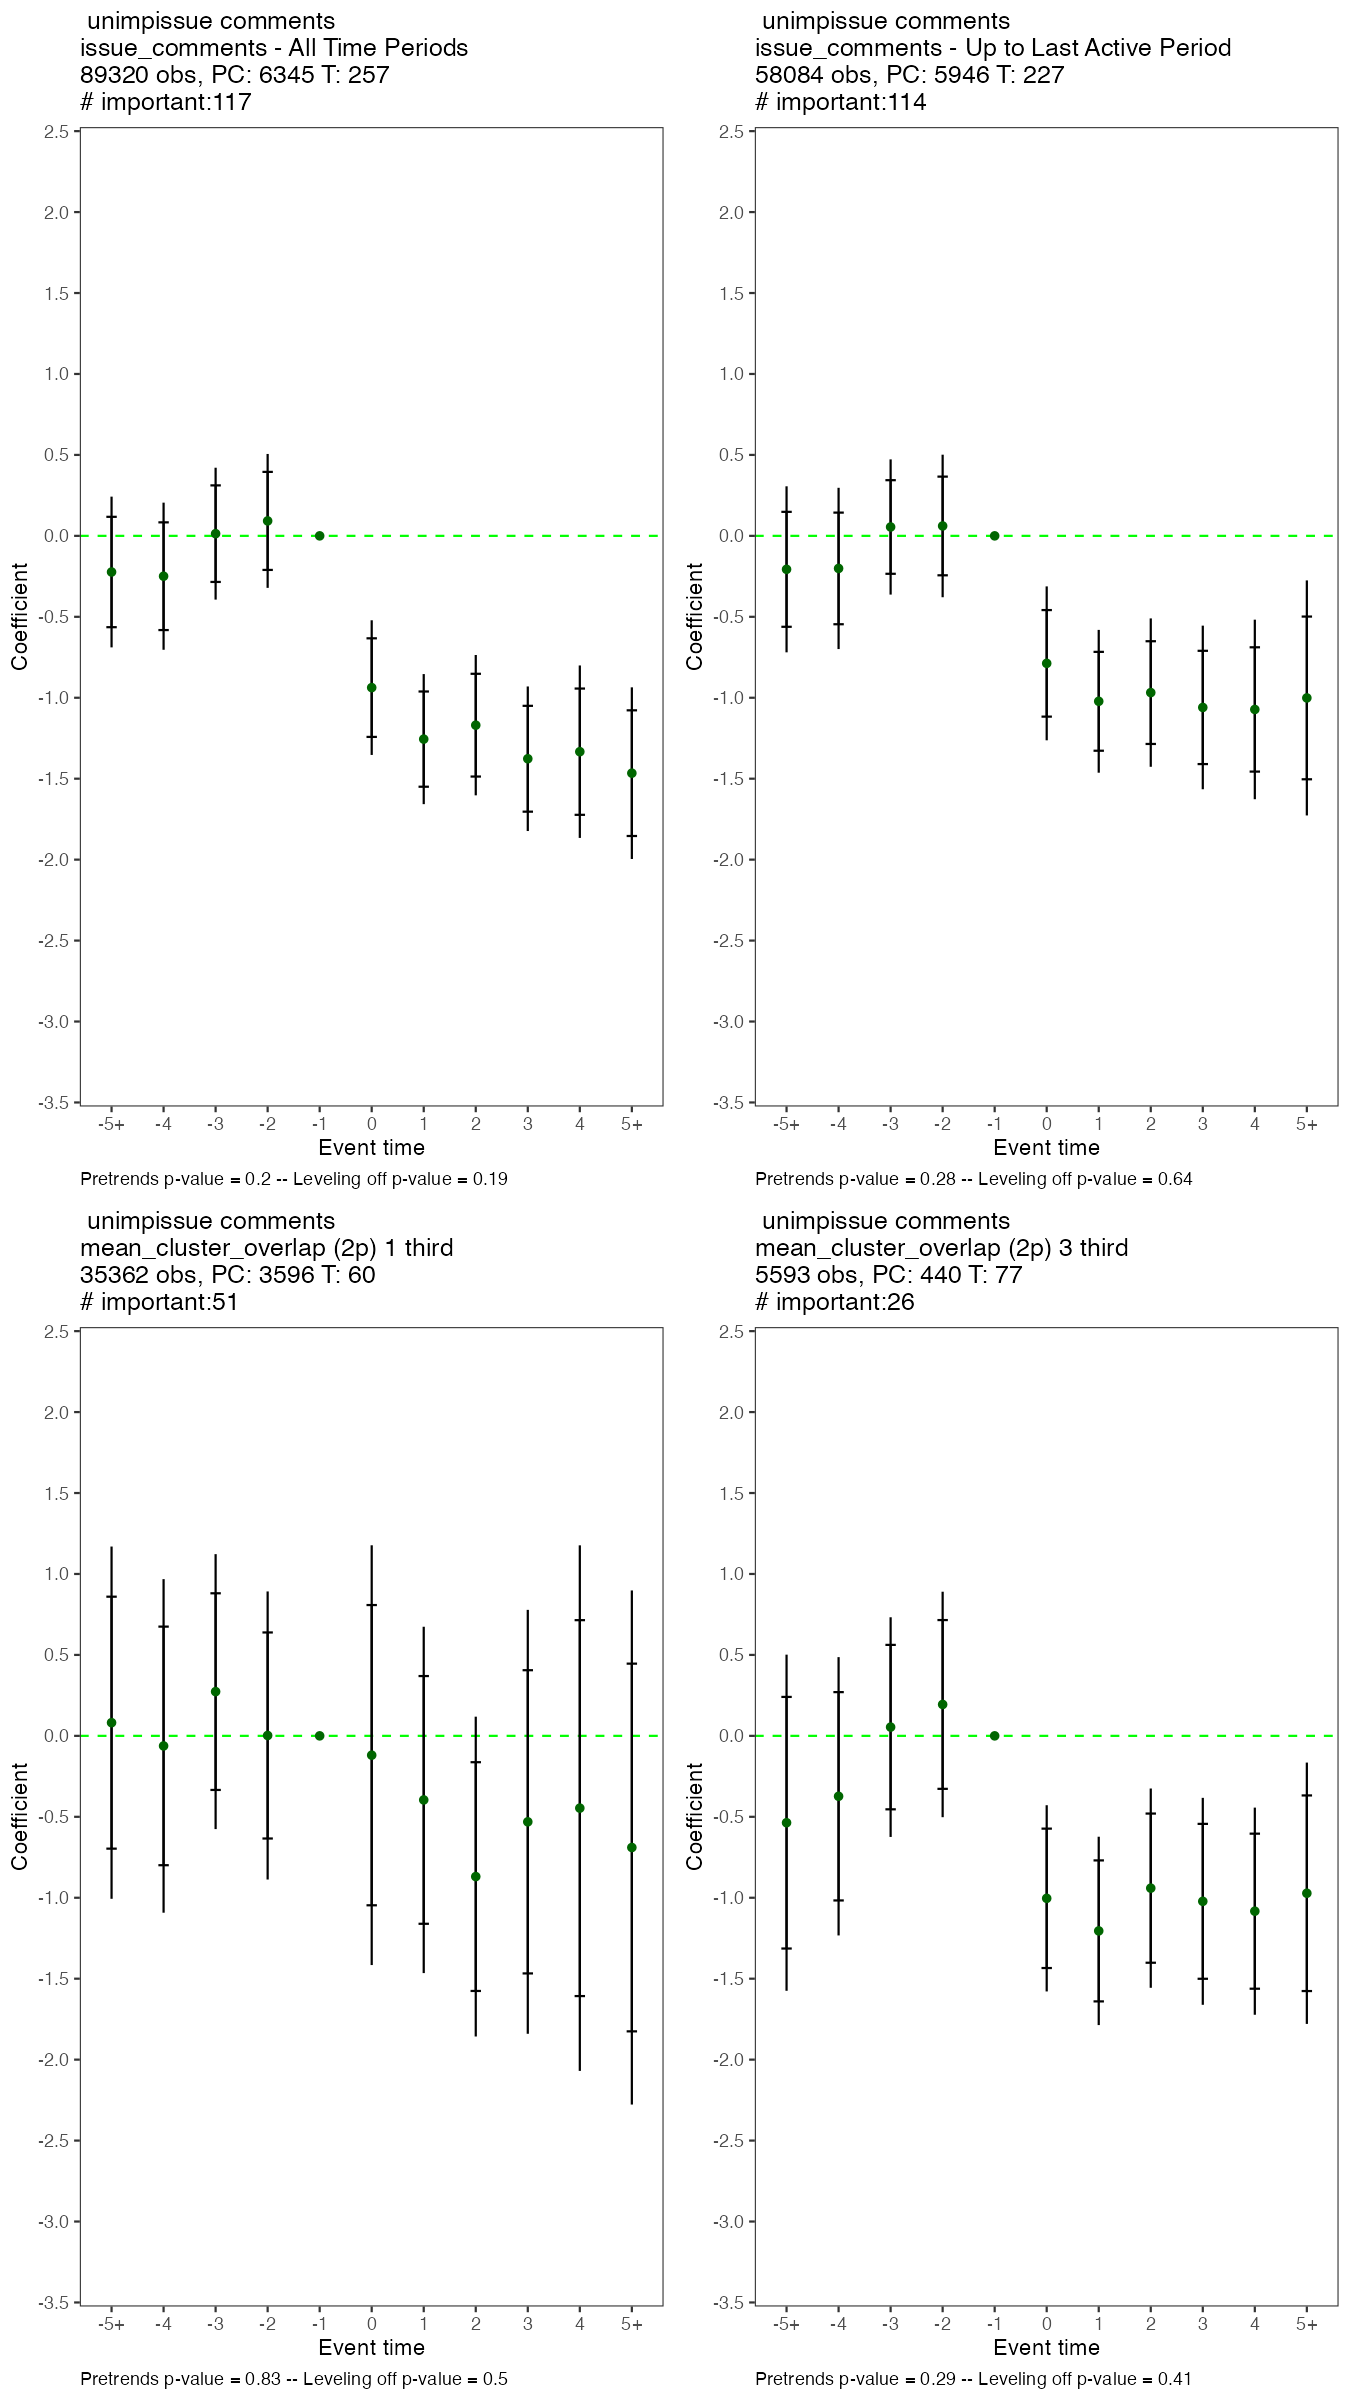 unimpissue comments
issue_comments - All Time Periods
89320 obs, PC: 6345 T: 257
# important:117
2.5
2.0
1.5
1.0
0.5
0.0
-0.5
-1.0
-1.5
-2.0
-2.5
-3.0
-3.5
Coefficient
-5+ -4 -3 -2 -1 0 1 2 3 4 5+
Event time
Pretrends p-value = 0.2 -- Leveling off p-value = 0.19
unimpissue comments
issue_comments - Up to Last Active Period
58084 obs, PC: 5946 T: 227
# important:114
2.5
2.0
1.5
1.0
0.5
0.0
-0.5
-1.0
-1.5
-2.0
-2.5
-3.0
-3.5
Coefficient
-5+ -4 -3 -2 -1 0 1 2 3 4 5+
Event time
Pretrends p-value = 0.28 -- Leveling off p-value = 0.64
unimpissue comments
mean_cluster_overlap (2p) 1 third
35362 obs, PC: 3596 T: 60
# important:51
2.5
2.0
1.5
1.0
0.5
0.0
-0.5
-1.0
-1.5
-2.0
-2.5
-3.0
-3.5
Coefficient
-5+ -4 -3 -2 -1 0 1 2 3 4 5+
Event time
Pretrends p-value = 0.83 -- Leveling off p-value = 0.5
unimpissue comments
mean_cluster_overlap (2p) 3 third
5593 obs, PC: 440 T: 77
# important:26
2.5
2.0
1.5
1.0
0.5
0.0
-0.5
-1.0
-1.5
-2.0
-2.5
-3.0
-3.5
Coefficient
-5+ -4 -3 -2 -1 0 1 2 3 4 5+
Event time
Pretrends p-value = 0.29 -- Leveling off p-value = 0.41